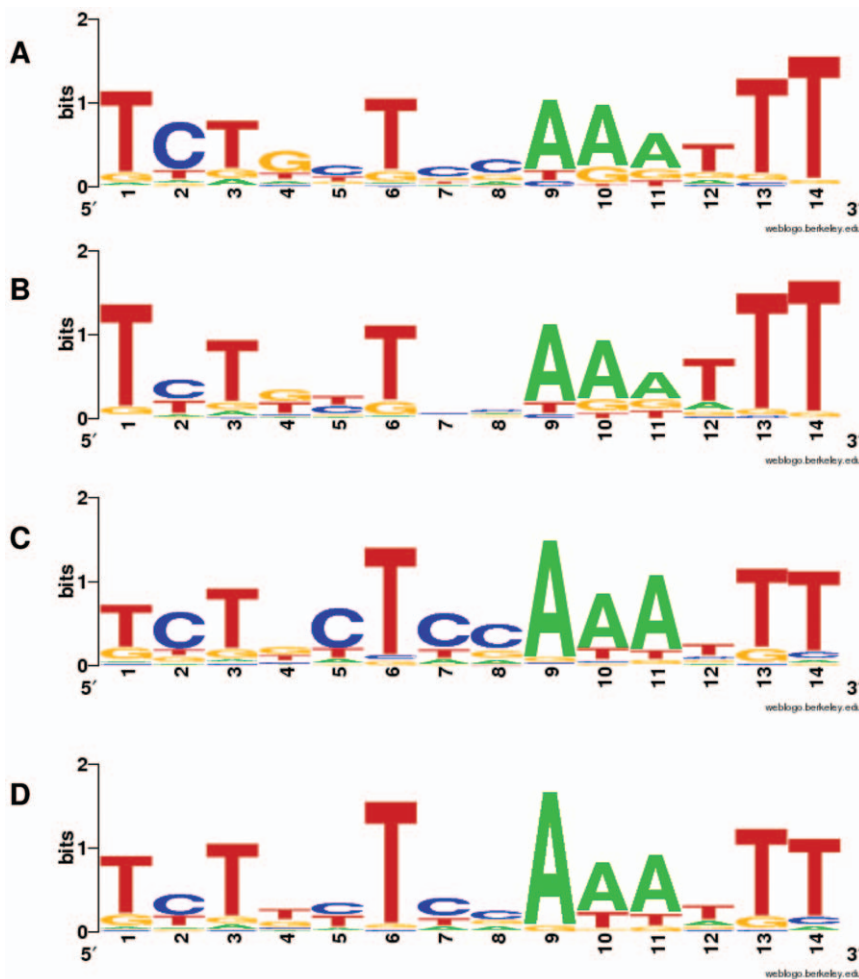 A
bits
2
1
0
T C T G C T C C A A A T T T
5′ 1 2 3 4 5 6 7 8 9 10 11 12 13 14 3′
weblogo.berkeley.edu
B
bits
2
1
0
T C T G T T A A A T T T
5′ 1 2 3 4 5 6 7 8 9 10 11 12 13 14 3′
weblogo.berkeley.edu
C
bits
2
1
0
T C T G C T C C A A A T T T
5′ 1 2 3 4 5 6 7 8 9 10 11 12 13 14 3′
weblogo.berkeley.edu
D
bits
2
1
0
T C T T C T C C A A A T T T
5′ 1 2 3 4 5 6 7 8 9 10 11 12 13 14 3′
weblogo.berkeley.edu